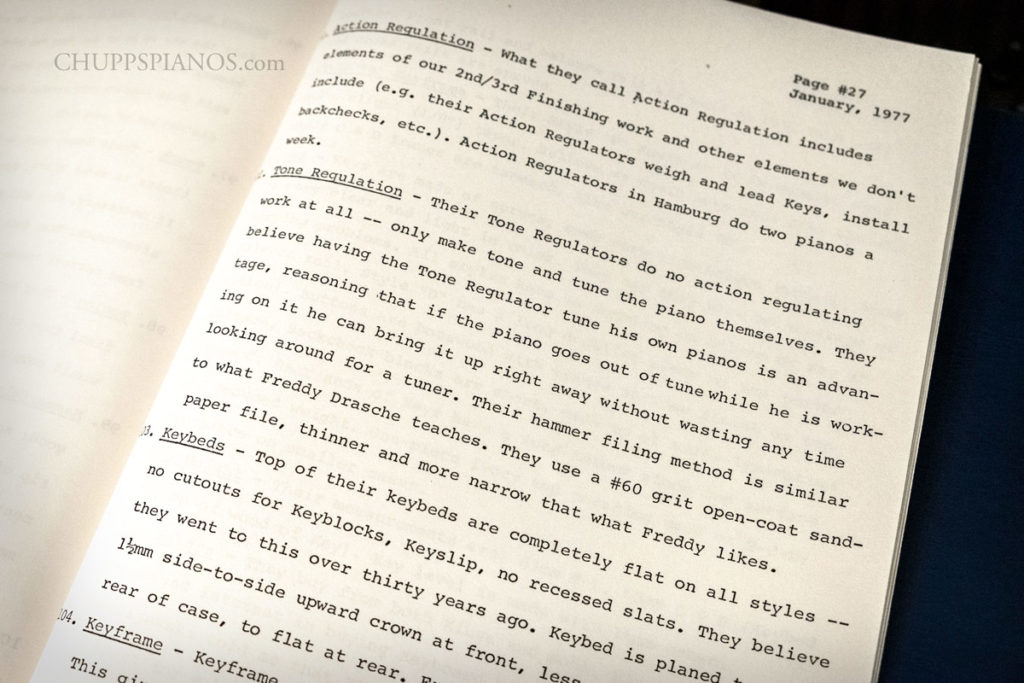 CHUPPSPIANOS.com
Page #27
January, 1977
Action Regulation - What they call Action Regulation includes
elements of our 2nd/3rd Finishing work and other elements we don't
include (e.g. their Action Regulators weigh and lead Keys, install
backchecks, etc.). Action Regulators in Hamburg do two pianos a
week.
Tone Regulation - Their Tone Regulators do no action regulating
work at all -- only make tone and tune the piano themselves. They
believe having the Tone Regulator tune his own pianos is an advan-
tage, reasoning that if the piano goes out of tune while he is work-
ing on it he can bring it up right away without wasting any time
looking around for a tuner. Their hammer filing method is similar
to what Freddy Drasche teaches. They use a #60 grit open-coat sand-
paper file, thinner and more narrow that what Freddy likes.
Keybeds - Top of their keybeds are completely flat on all styles --
no cutouts for Keyblocks, Keyslip, no recessed slats. They believe
they went to this over thirty years ago. Keybed is planed
1½mm side-to-side upward crown at front, less
rear of case, to flat at rear.
104. Keyframe - Keyframe
This